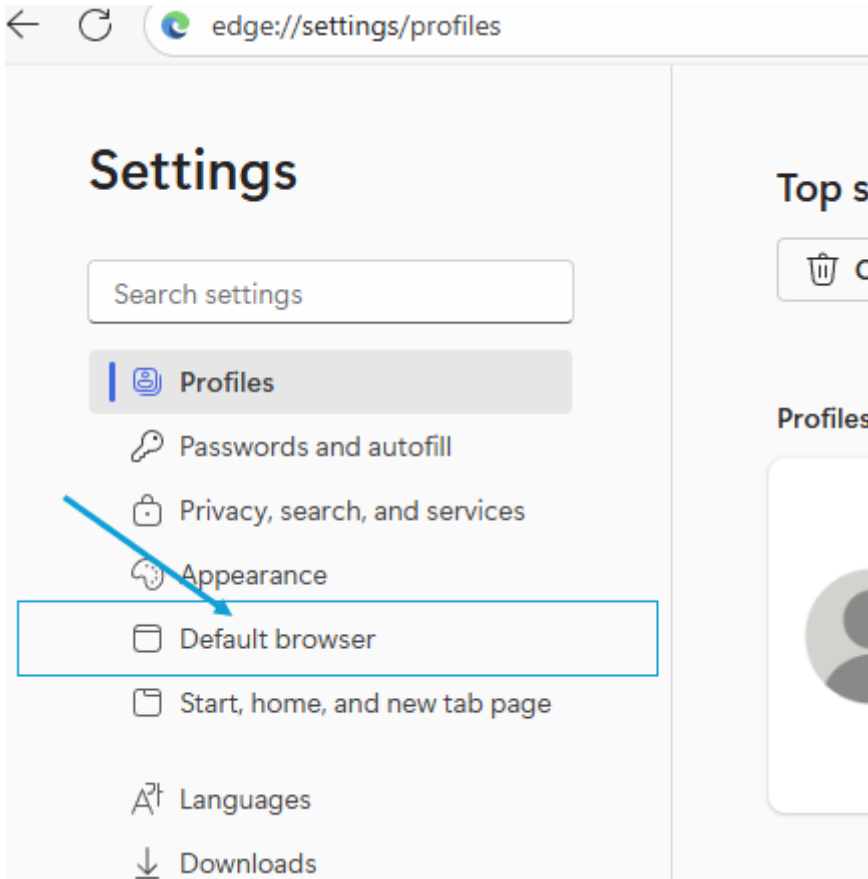 edge://settings/profiles
Settings
Search settings
Profiles
Passwords and autofill
Privacy, search, and services
Appearance
Default browser
Start, home, and new tab page
Languages
Downloads
Top
Profiles